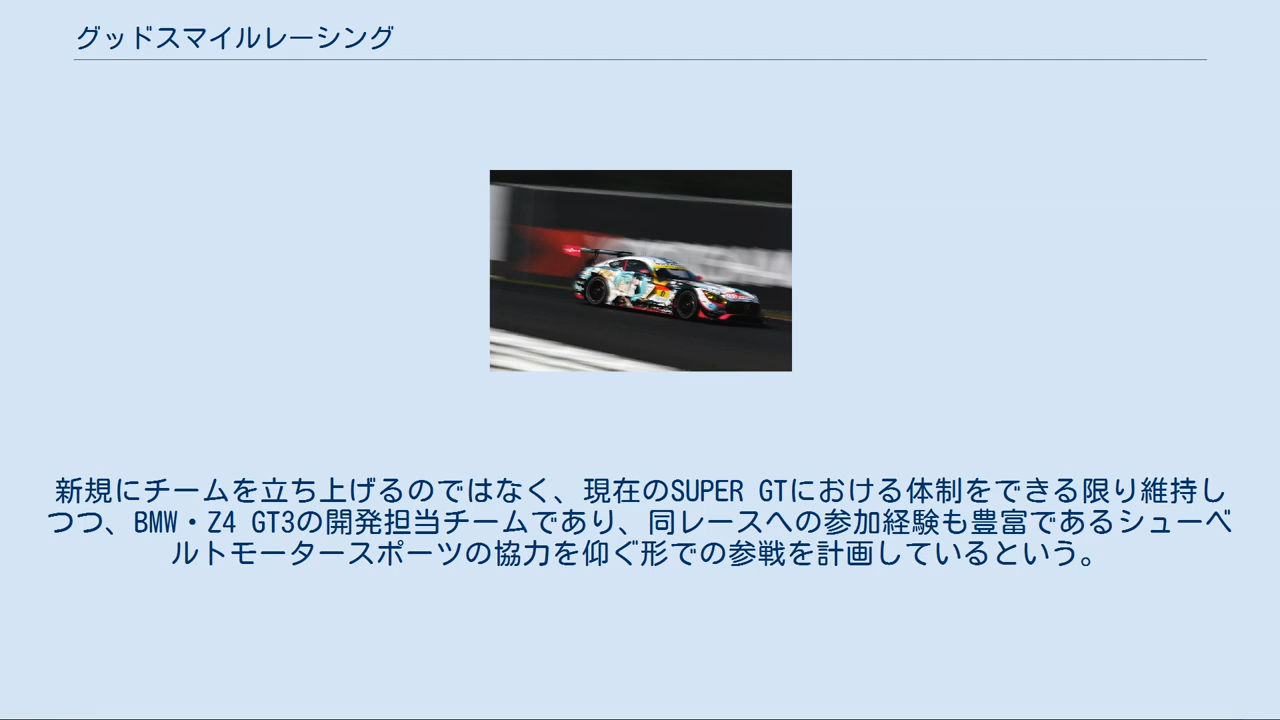 グッドスマイルレーシング
新規にチームを立ち上げるのではなく、現在のSUPER GTにおける体制をできる限り維持し
つつ、BMW・Z4 GT3の開発担当チームであり、同レースへの参加経験も豊富であるシューベ
ルトモータースポーツの協力を仰ぐ形での参戦を計画しているという。